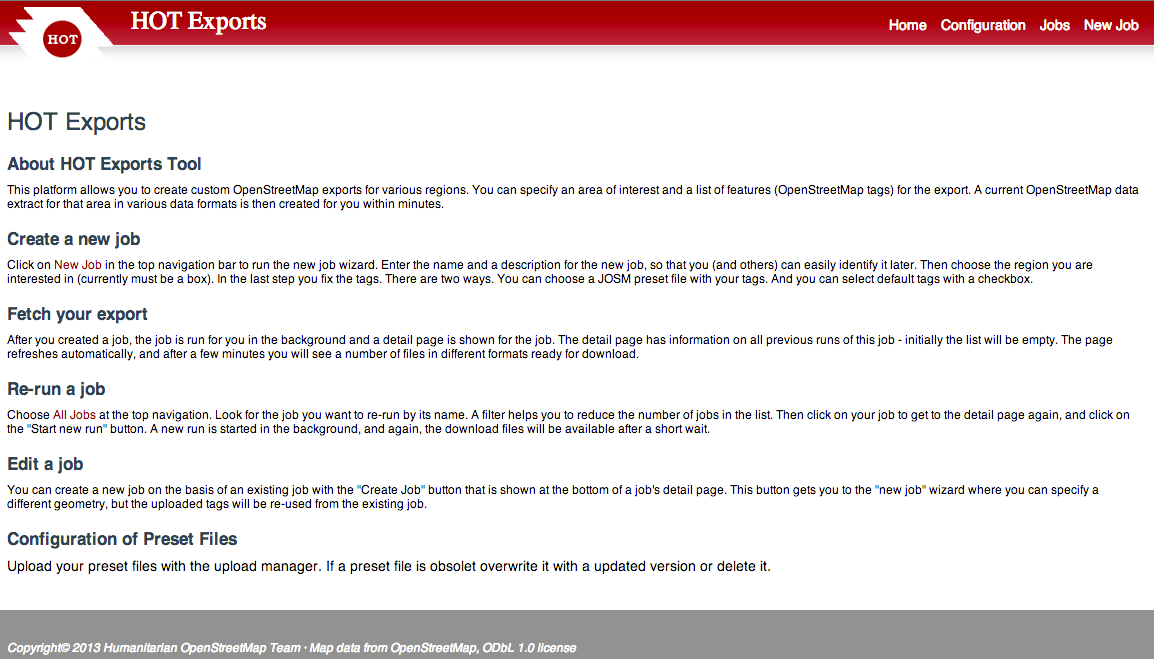 HOT
HOT Exports
Home Configuration Jobs New Job
HOT Exports
About HOT Exports Tool
This platform allows you to create custom OpenStreetMap exports for various regions. You can specify an area of interest and a list of features (OpenStreetMap tags) for the export. A current OpenStreetMap data
extract for that area in various data formats is then created for you within minutes.
Create a new job
Click on New Job in the top navigation bar to run the new job wizard. Enter the name and a description for the new job, so that you (and others) can easily identify it later. Then choose the region you are
interested in (currently must be a box). In the last step you fix the tags. There are two ways. You can choose a JOSM preset file with your tags. And you can select default tags with a checkbox.
Fetch your export
After you created a job, the job is run for you in the background and a detail page is shown for the job. The detail page has information on all previous runs of this job - initially the list will be empty. The page
refreshes automatically, and after a few minutes you will see a number of files in different formats ready for download.
Re-run a job
Choose All Jobs at the top navigation. Look for the job you want to re-run by its name. A filter helps you to reduce the number of jobs in the list. Then click on your job to get to the detail page again, and click on
the "Start new run" button. A new run is started in the background, and again, the download files will be available after a short wait.
Edit a job
You can create a new job on the basis of an existing job with the "Create Job" button that is shown at the bottom of a job's detail page. This button gets you to the "new job" wizard where you can specify a
different geometry, but the uploaded tags will be re-used from the existing job.
Configuration of Preset Files
Upload your preset files with the upload manager. If a preset file is obsolet overwrite it with a updated version or delete it.
Copyright© 2013 Humanitarian OpenStreetMap Team · Map data from OpenStreetMap, ODbL 1.0 license